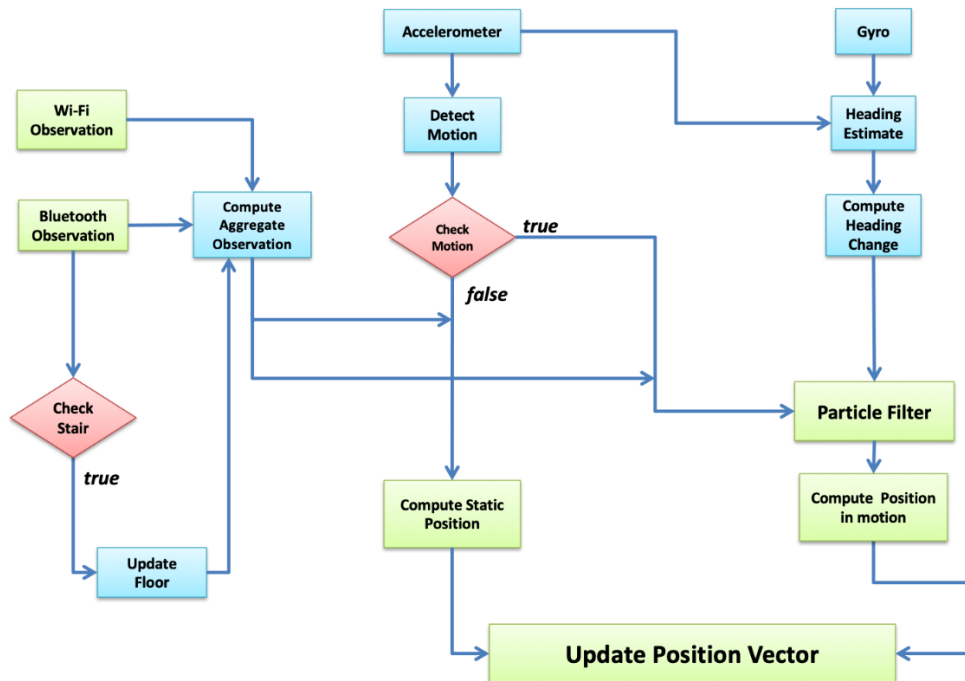 Accelerometer
Gyro
Wi-Fi
Observation
Detect
Motion
Heading
Estimate
Bluetooth
Observation
Compute
Aggregate
Observation
Check
Motion
true
Compute
Heading
Change
false
Check
Stair
true
Particle Filter
Compute Static
Position
Compute Position
in motion
Update
Floor
Update Position Vector